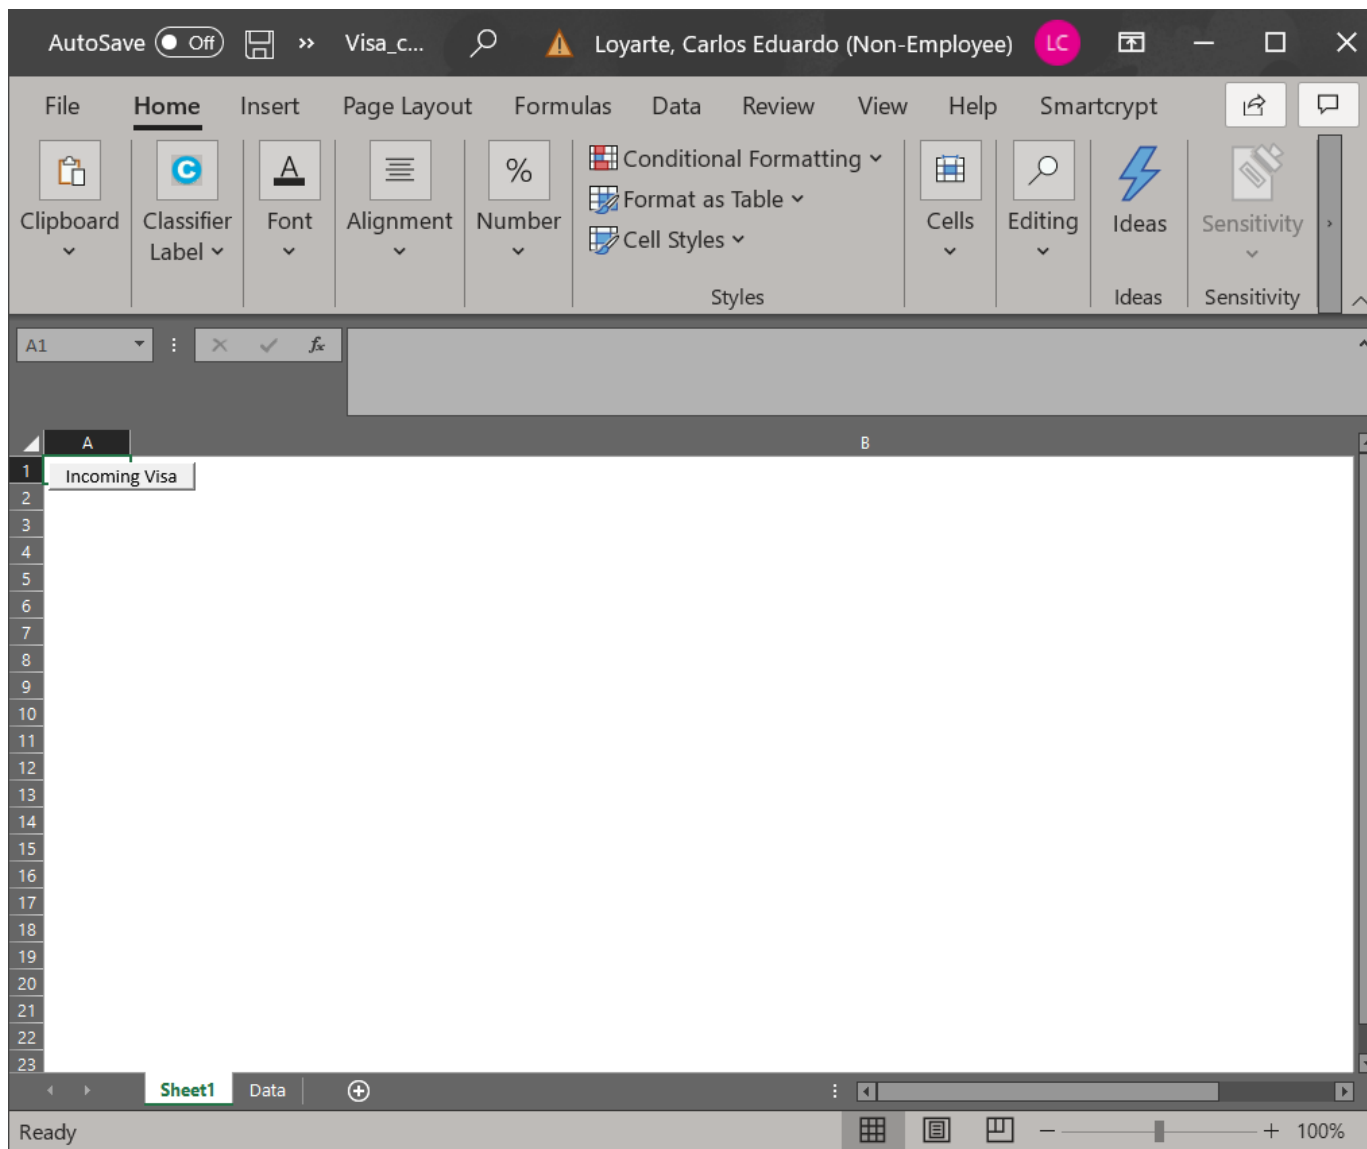 AutoSave Off Visa_c... Loyarte, Carlos Eduardo (Non-Employee) LC
File Home Insert Page Layout Formulas Data Review View Help Smartcrypt
Clipboard
Classifier
Label
Font
Alignment
%
Number
Conditional Formatting
Format as Table
Cell Styles
Styles
Cells
Editing
Ideas
Ideas
Sensitivity
Sensitivity
A1 fx
A B
1 Incoming Visa
2
3
4
5
6
7
8
9
10
11
12
13
14
15
16
17
18
19
20
21
22
23
Sheet1 Data
Ready 100%